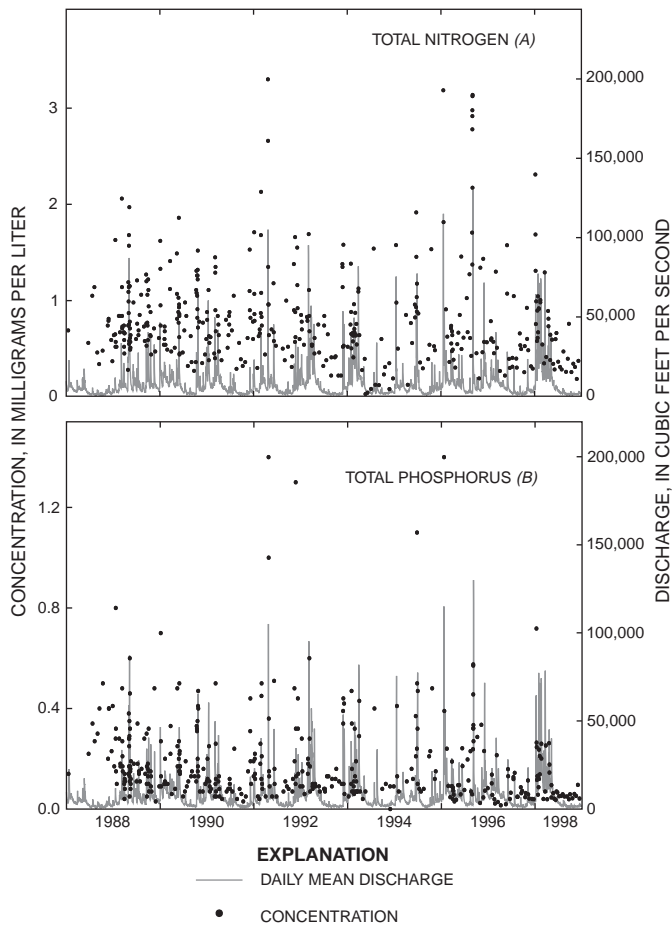 TOTAL NITROGEN (A)
3
2
1
0
200,000
150,000
100,000
50,000
0
CONCENTRATION, IN MILLIGRAMS PER LITER
DISCHARGE, IN CUBIC FEET PER SECOND
TOTAL PHOSPHORUS (B)
1.2
0.8
0.4
0.0
200,000
150,000
100,000
50,000
0
1988 1990 1992 1994 1996 1998
EXPLANATION
DAILY MEAN DISCHARGE
CONCENTRATION